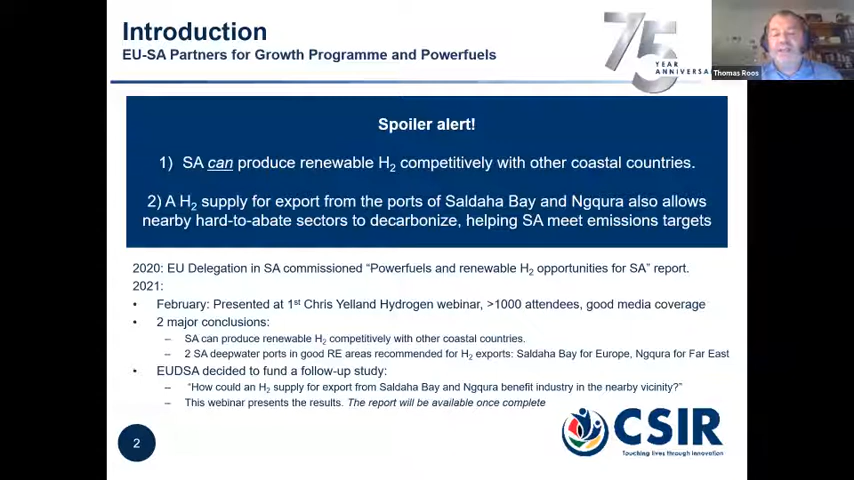 Introduction
EU-SA Partners for Growth Programme and Powerfuels
75
YEAR
ANNIVERSA
Thomas Roos
Spoiler alert!
1) SA can produce renewable H2 competitively with other coastal countries.
2) A H2 supply for export from the ports of Saldaha Bay and Ngqura also allows
nearby hard-to-abate sectors to decarbonize, helping SA meet emissions targets
2020: EU Delegation in SA commissioned “Powerfuels and renewable H2 opportunities for SA” report.
2021:
• February: Presented at 1st Chris Yelland Hydrogen webinar, >1000 attendees, good media coverage
• 2 major conclusions:
– SA can produce renewable H2 competitively with other coastal countries.
– 2 SA deepwater ports in good RE areas recommended for H2 exports: Saldaha Bay for Europe, Ngqura for Far East
• EUDSA decided to fund a follow-up study:
– “How could an H2 supply for export from Saldaha Bay and Ngqura benefit industry in the nearby vicinity?”
– This webinar presents the results. The report will be available once complete
2
CSIR
Touching lives through innovation